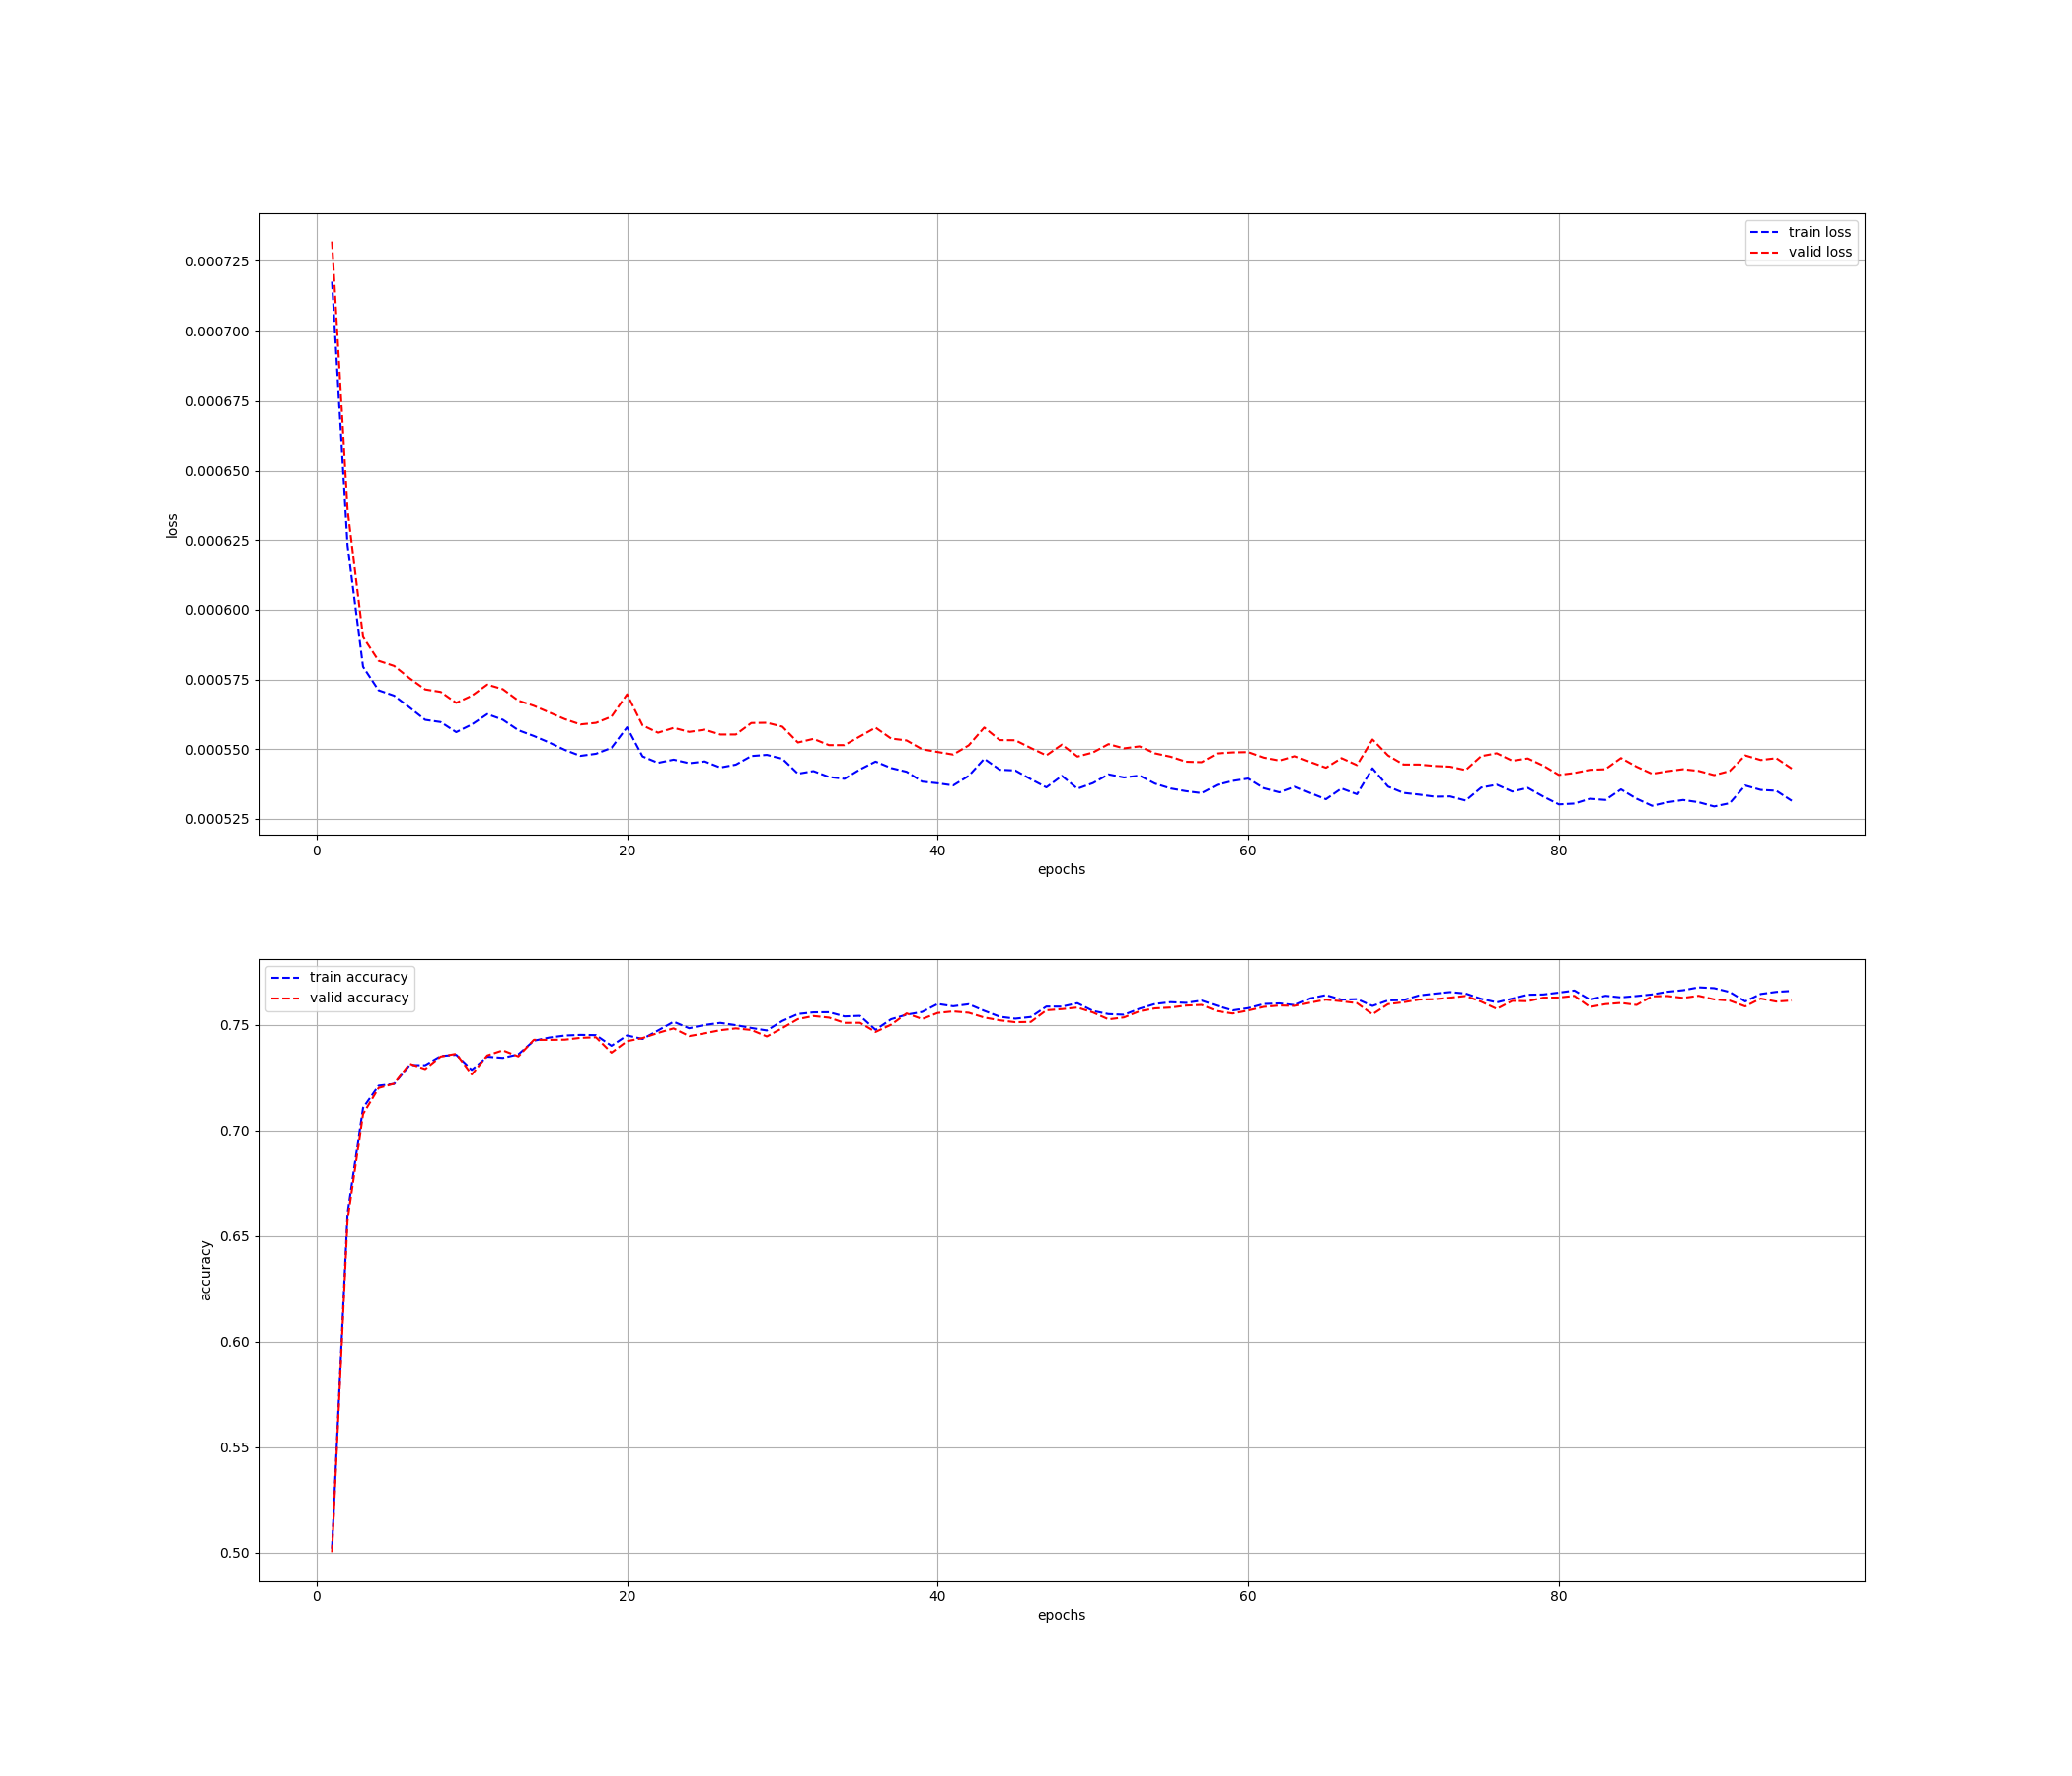 train loss
valid loss
0.000725
0.000700
0.000675
0.000650
0.000625
0.000600
0.000575
0.000550
0.000525
loss
0 20 40 60 80
epochs
train accuracy
valid accuracy
0.75
0.70
0.65
0.60
0.55
0.50
accuracy
0 20 40 60 80
epochs